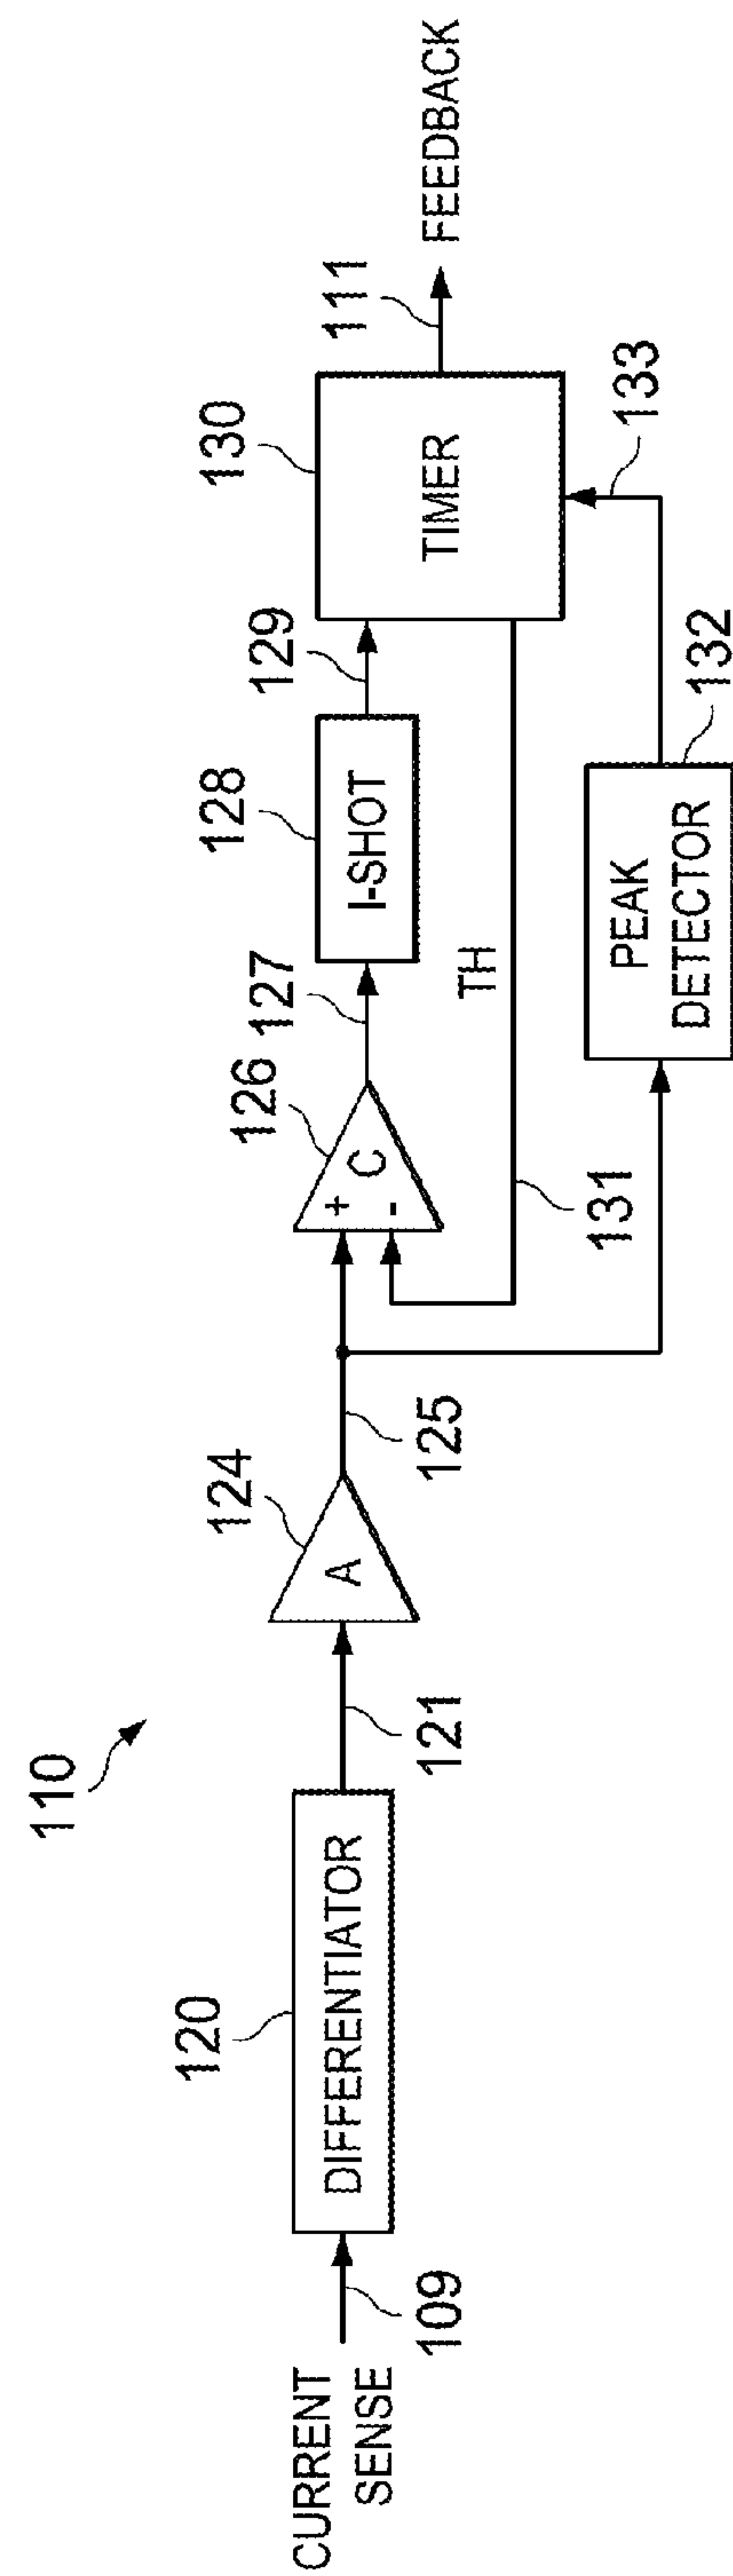 110
CURRENT
SENSE
109
DIFFERENTIATOR
120
121
A
124
125
+
-
C
126
127
I-SHOT
128
129
TH
131
TIMER
130
111
FEEDBACK
PEAK
DETECTOR
132
133